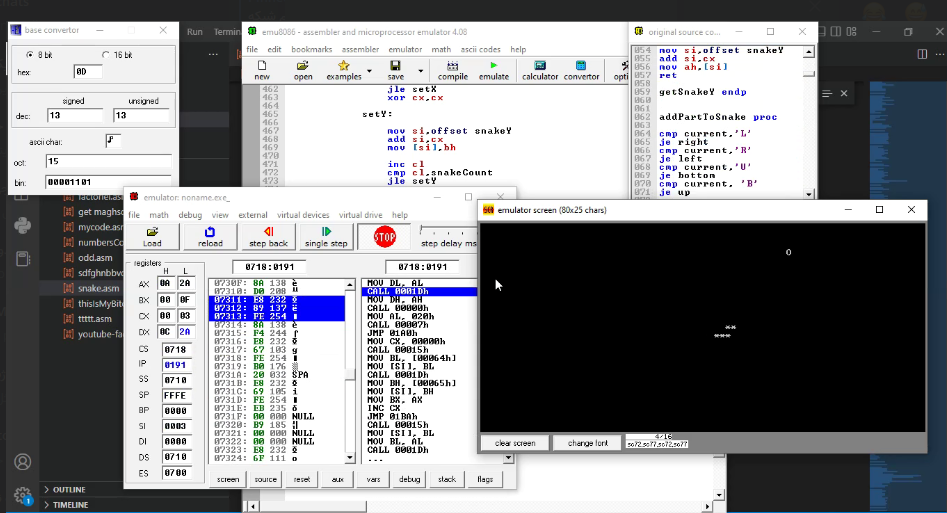 base convertor
8 bit
16 bit
hex:
0D
signed
unsigned
dec:
13
13
ascii char:
oct:
15
bin:
00001101
Run
Termin
emu8086 - assembler and microprocessor emulator 4.08
file edit bookmarks assembler emulator math ascii codes help
new open examples save compile emulate calculator convertor opti
462 jle setX
463 xor cx,cx
464
465 setY:
466
467 mov si,offset snakeY
468 add si,cx
469 mov [si],bh
470
471 inc cl
472 cmp cl,snakeCount
473 jle setY
original source co...
054 mov si,offset snakeY
055 add si,cx
056 mov ah,[si]
057 ret
058
059 getSnakeY endp
060
061
062 addPartToSnake proc
063
064 cmp current,'L'
065 je right
066 cmp current,'R'
067 je left
068 cmp current,'U'
069 je bottom
070 cmp current, 'B'
071 je up
factoriel.asm
get maghso
mycode.asm
numbersCo
odd.asm
sdfghnbbvc
snake.asm
thisIsMyBite
ttttt.asm
youtube-fac
OUTLINE
TIMELINE
1
emulator: noname.exe_
file math debug view external virtual devices virtual drive help
Load reload step back single step STOP step delay ms
registers
H L
AX 0A 2A
BX 00 0F
CX 00 03
DX 0C 2A
CS 0718
IP 0191
SS 0710
SP FFFE
BP 0000
SI 0003
DI 0000
DS 0710
ES 0700
0718:0191
0718:0191
0730F: 8A 138 è
07310: D0 208
07311: E8 232
07312: 89 137 ë
07313: FE 254
07314: 8A 138 è
07315: F4 244
07316: E8 232
07317: 67 103 g
07318: FE 254
07319: B0 176
0731A: 20 032 SPA
0731B: E8 232
0731C: 69 105 i
0731D: FE 254
0731E: EB 235
0731F: 00 000 NULL
07320: B9 185
07321: 00 000 NULL
07322: 00 000 NULL
07323: E8 232
07324: 6F 111 o
MOV DL, AL
CALL 0001Dh
MOV DH, AH
CALL 00000h
MOV AL, 020h
CALL 00007h
JMP 01A0h
MOV CX, 00000h
CALL 00015h
MOV BL, [00064h]
MOV [SI], BL
CALL 0001Dh
MOV BH, [00065h]
MOV [SI], BH
MOV BX, AX
INC CX
JMP 01BAh
CALL 00015h
MOV [SI], BL
MOV BL, AL
CALL 0001Dh
...
screen source reset aux vars debug stack flags
emulator screen (80x25 chars)
O
**
***
clear screen
change font
4/16